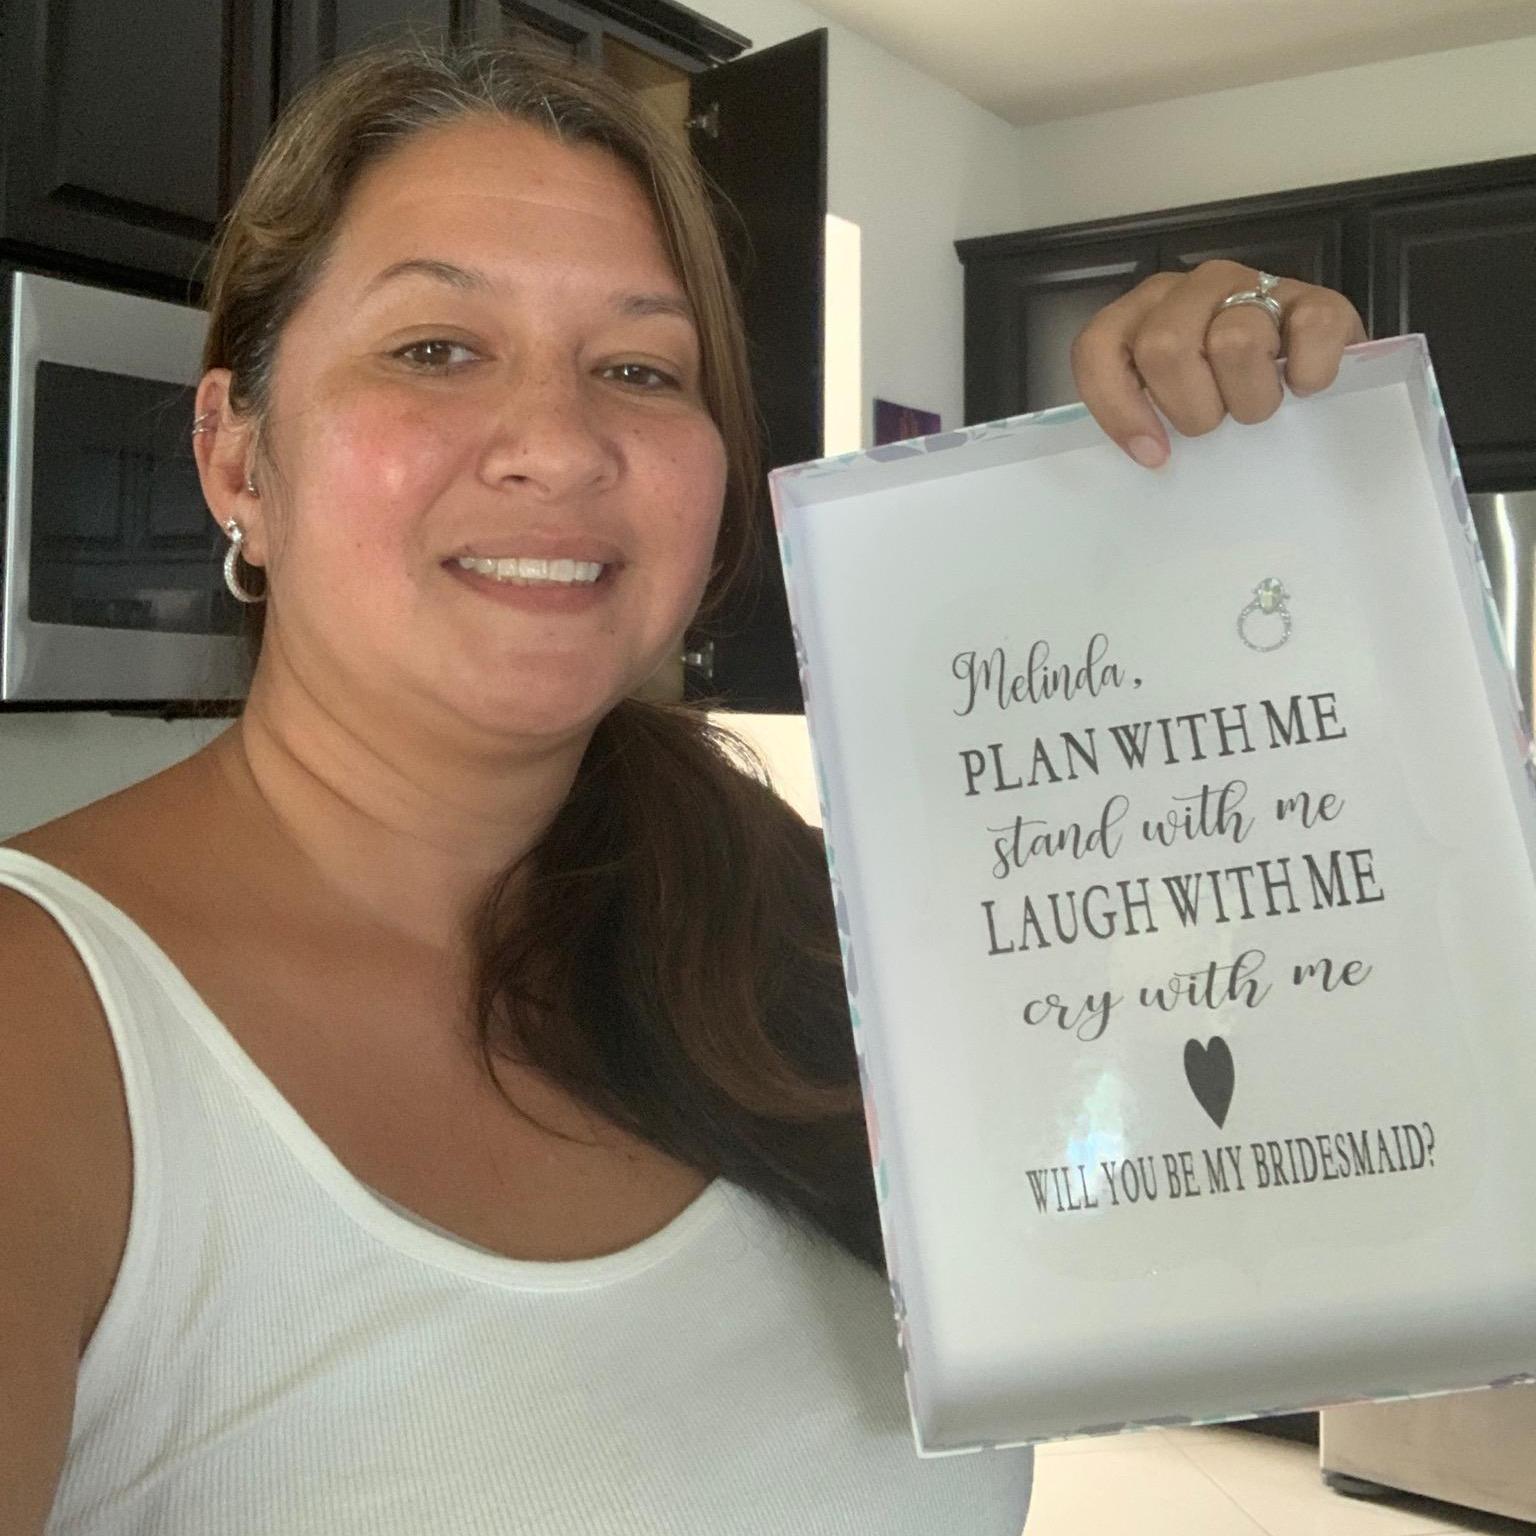 Melinda,
PLAN WITH ME
stand with me
LAUGH WITH ME
cry with me
WILL YOU BE MY BRIDESMAID?